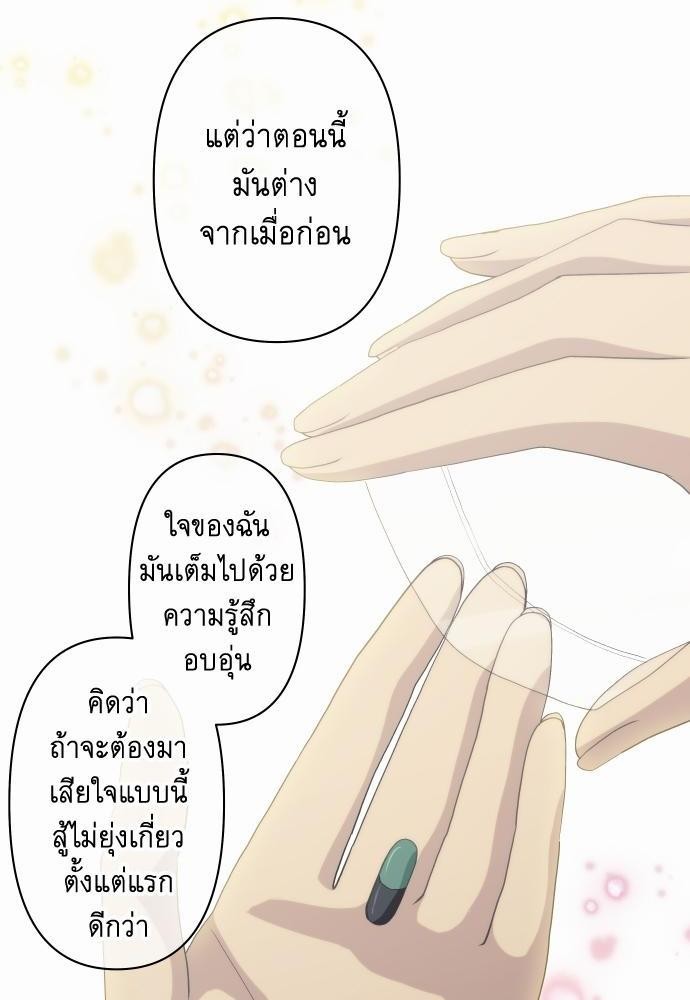 แต่ว่าตอนนี้
มันต่าง
จากเมื่อก่อน
ใจของฉัน
มันเต็มไปด้วย
ความรู้สึก
อบอุ่น
คิดว่า
ถ้าจะต้องมา
เสียใจแบบนี้
สู้ไม่ยุ่งเกี่ยว
ตั้งแต่แรก
ดีกว่า